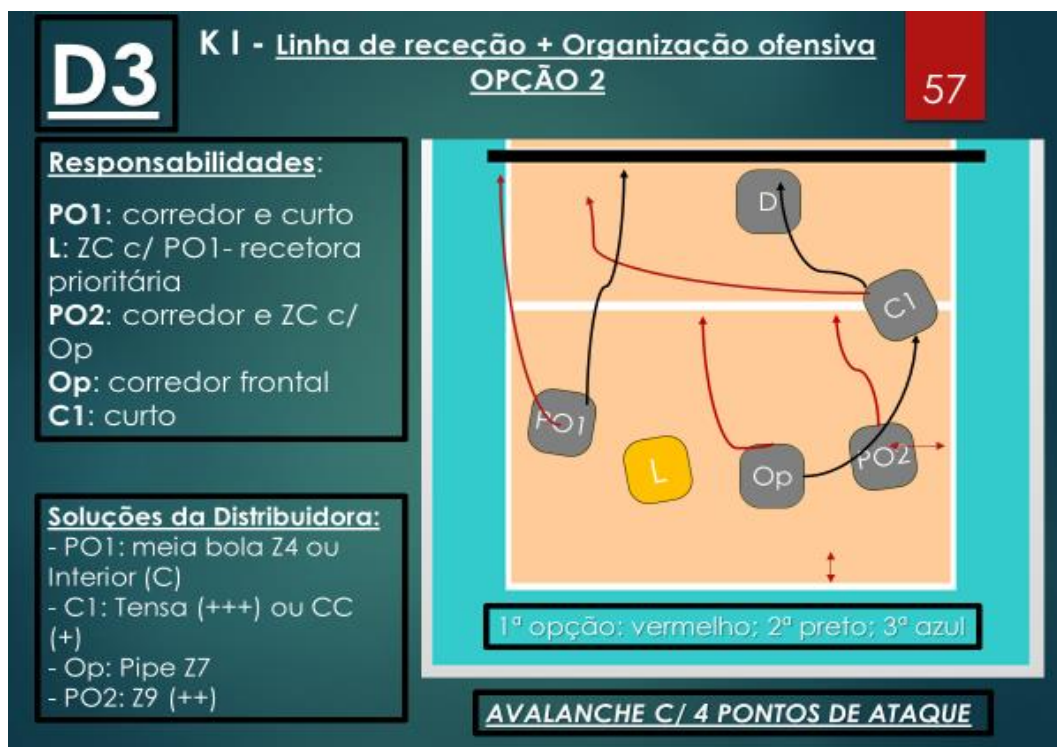 D3
K I - Linha de receção + Organização ofensiva
OPÇÃO 2
57
Responsabilidades:
PO1: corredor e curto
L: ZC c/ PO1- recetora
prioritária
PO2: corredor e ZC c/
Op
Op: corredor frontal
C1: curto
Soluções da Distribuidora:
- PO1: meia bola Z4 ou
Interior (C)
- C1: Tensa (+++) ou CC
(+)
- Op: Pipe Z7
- PO2: Z9 (++)
D
C1
PO1
L
Op
PO2
1ª opção: vermelho; 2ª preto; 3ª azul
AVALANCHE C/ 4 PONTOS DE ATAQUE